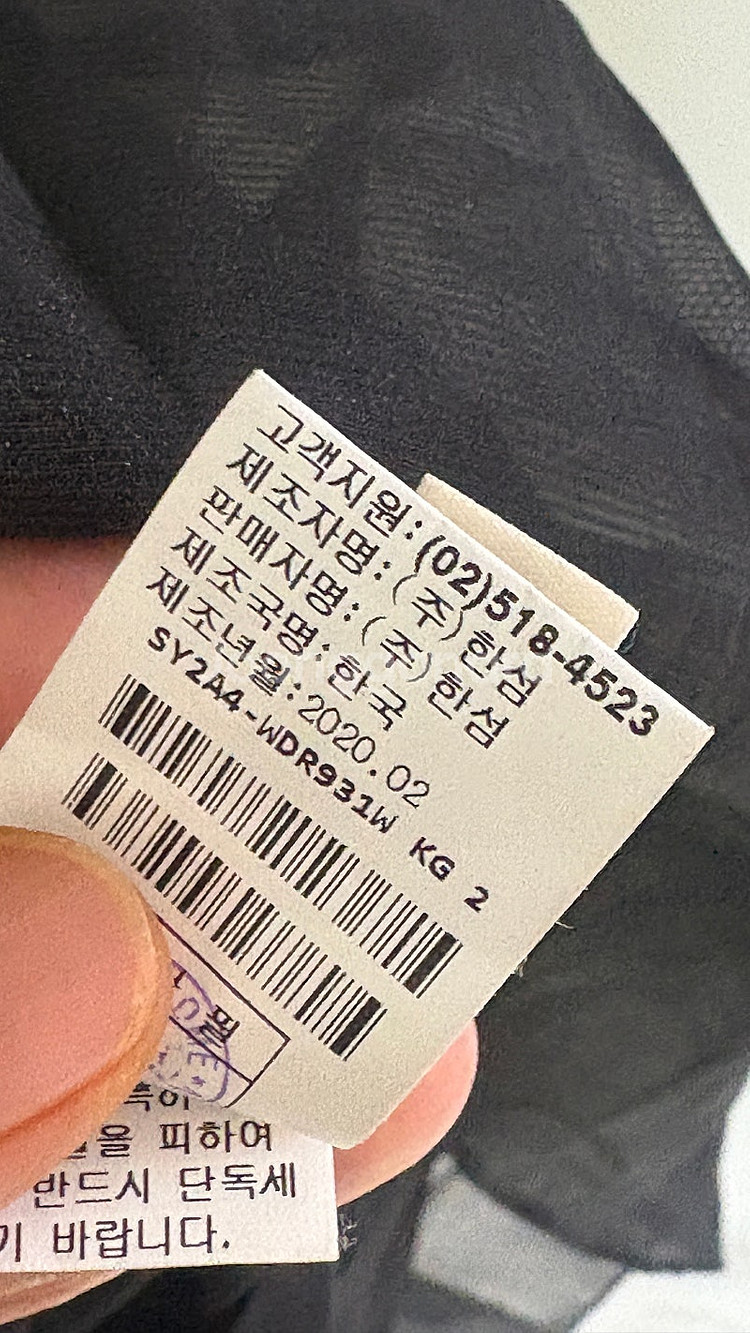 고객지원:(02)518-4523
제조자명:(주)한섬
판매자명:(주)한섬
제조국명:한국
제조년월:2020.02
SY2A4-WDR931W KG 2
필
피하여
반드시 단독세
기 바랍니다.